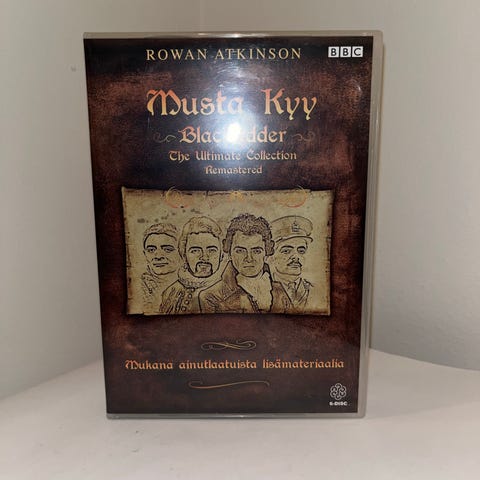 ROWAN ATKINSON
BBC
Musta Kyy
Blackadder
The Ultimate Collection
Remastered
Mukana ainutlaatuista lisämateriaalia
6-DISC